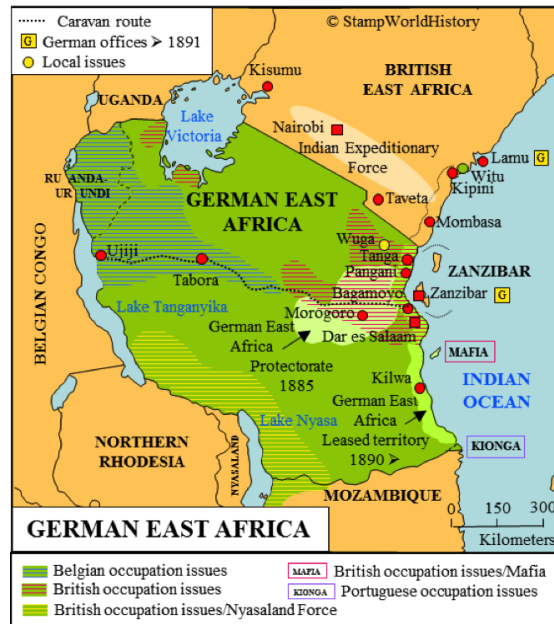 Caravan route
G German offices ➢ 1891
Local issues
© StampWorldHistory
Kisumu
BRITISH
EAST AFRICA
UGANDA
Lake
Victoria
Nairobi
Indian Expeditionary
Force
Lamu G
Witu
Kipini
RUANDA-
URUNDI
GERMAN EAST
AFRICA
Taveta
Mombasa
Wuga
Tanga
Pangani
ZANZIBAR
Ujiji
Tabora
Bagamoyo
Zanzibar G
BELGIAN CONGO
Lake Tanganyika
Morogoro
German East
Africa
Protectorate
1885
Dar es Salaam
MAFIA
Kilwa
INDIAN
OCEAN
German East
Africa
Leased territory
1890 ➢
Lake Nyasa
KIONGA
NORTHERN
RHODESIA
NYASALAND
MOZAMBIQUE
0 150 300
Kilometers
GERMAN EAST AFRICA
Belgian occupation issues
British occupation issues
British occupation issues/Nyasaland Force
MAFIA British occupation issues/Mafia
KIONGA Portuguese occupation issues